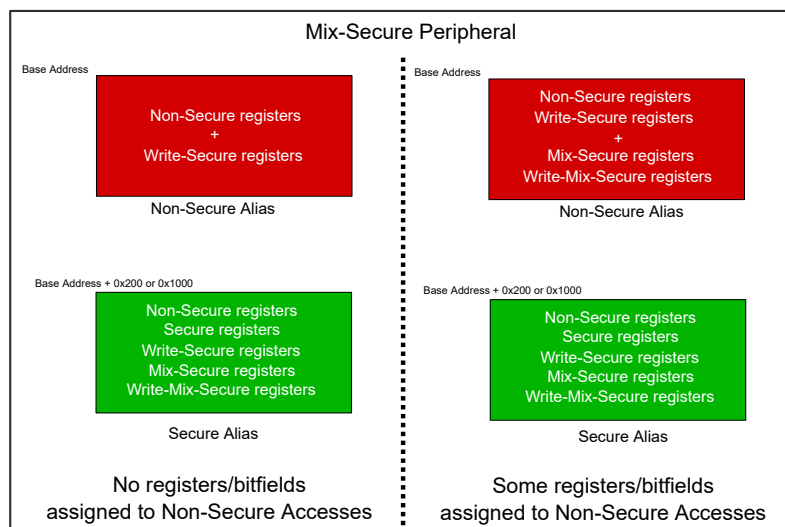 Mix-Secure Peripheral
Base Address
Non-Secure registers
+
Write-Secure registers
Non-Secure Alias
Base Address + 0x200 or 0x1000
Non-Secure registers
Secure registers
Write-Secure registers
Mix-Secure registers
Write-Mix-Secure registers
Secure Alias
No registers/bitfields
assigned to Non-Secure Accesses
Base Address
Non-Secure registers
Write-Secure registers
+
Mix-Secure registers
Write-Mix-Secure registers
Non-Secure Alias
Base Address + 0x200 or 0x1000
Non-Secure registers
Secure registers
Write-Secure registers
Mix-Secure registers
Write-Mix-Secure registers
Secure Alias
Some registers/bitfields
assigned to Non-Secure Accesses